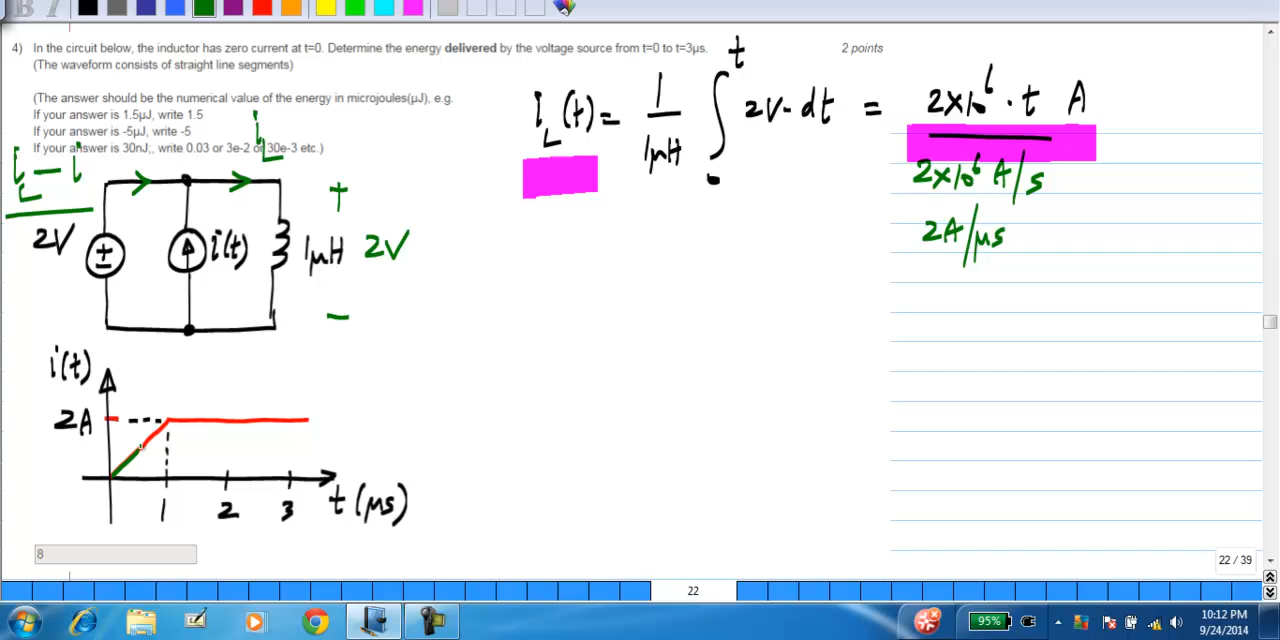 4) In the circuit below, the inductor has zero current at t=0. Determine the energy delivered by the voltage source from t=0 to t=3μs.
2 points
(The waveform consists of straight line segments)
(The answer should be the numerical value of the energy in microjoules(μJ), e.g.
If your answer is 1.5μJ, write 1.5
If your answer is -5μJ, write -5
If your answer is 30nJ;, write 0.03 or 3e-2 or 30e-3 etc.)
i_L(t) = 1/1μH ∫₀ᵗ 2V·dt = 2×10⁶·t A
2×10⁶ A/s
2A/μs
i_L - i
i_L
+
2V
i(t)
1μH
2V
-
i(t)
2A
1 2 3 t(μs)
8
22 / 39
22
95%
10:12 PM
9/24/2014